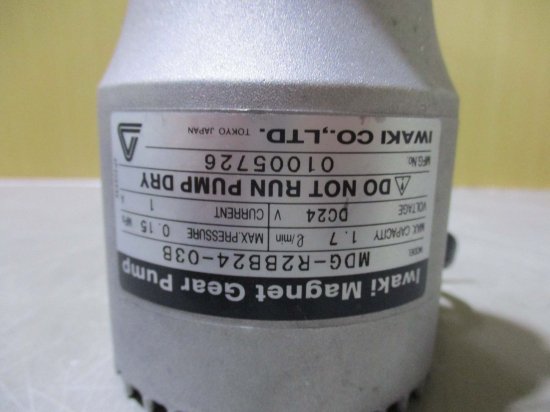 Iwaki Magnet Gear Pump
MODEL MDG-R2BB24-03B
MAX. CAPACITY 1.7 ℓ/min MAX.PRESSURE 0.15 MPa
VOLTAGE DC24 V CURRENT 1 A
⚠ DO NOT RUN PUMP DRY
MFG.No. 01005726
IWAKI CO.,LTD. TOKYO JAPAN